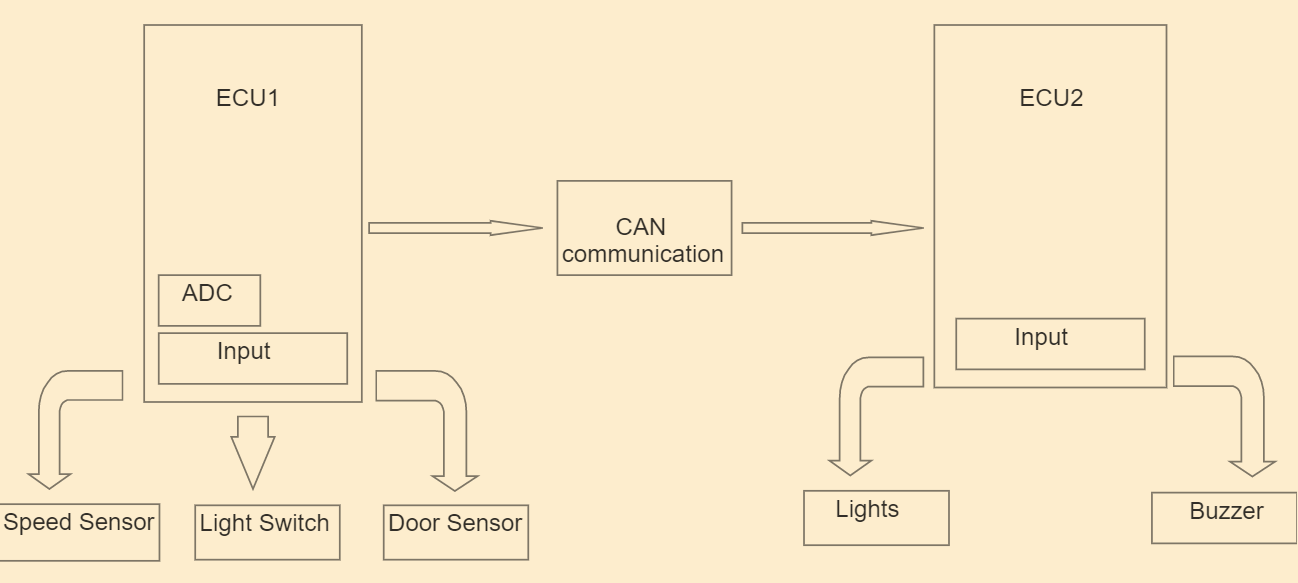 ECU1
ECU2
CAN
communication
ADC
Input
Input
Speed Sensor
Light Switch
Door Sensor
Lights
Buzzer